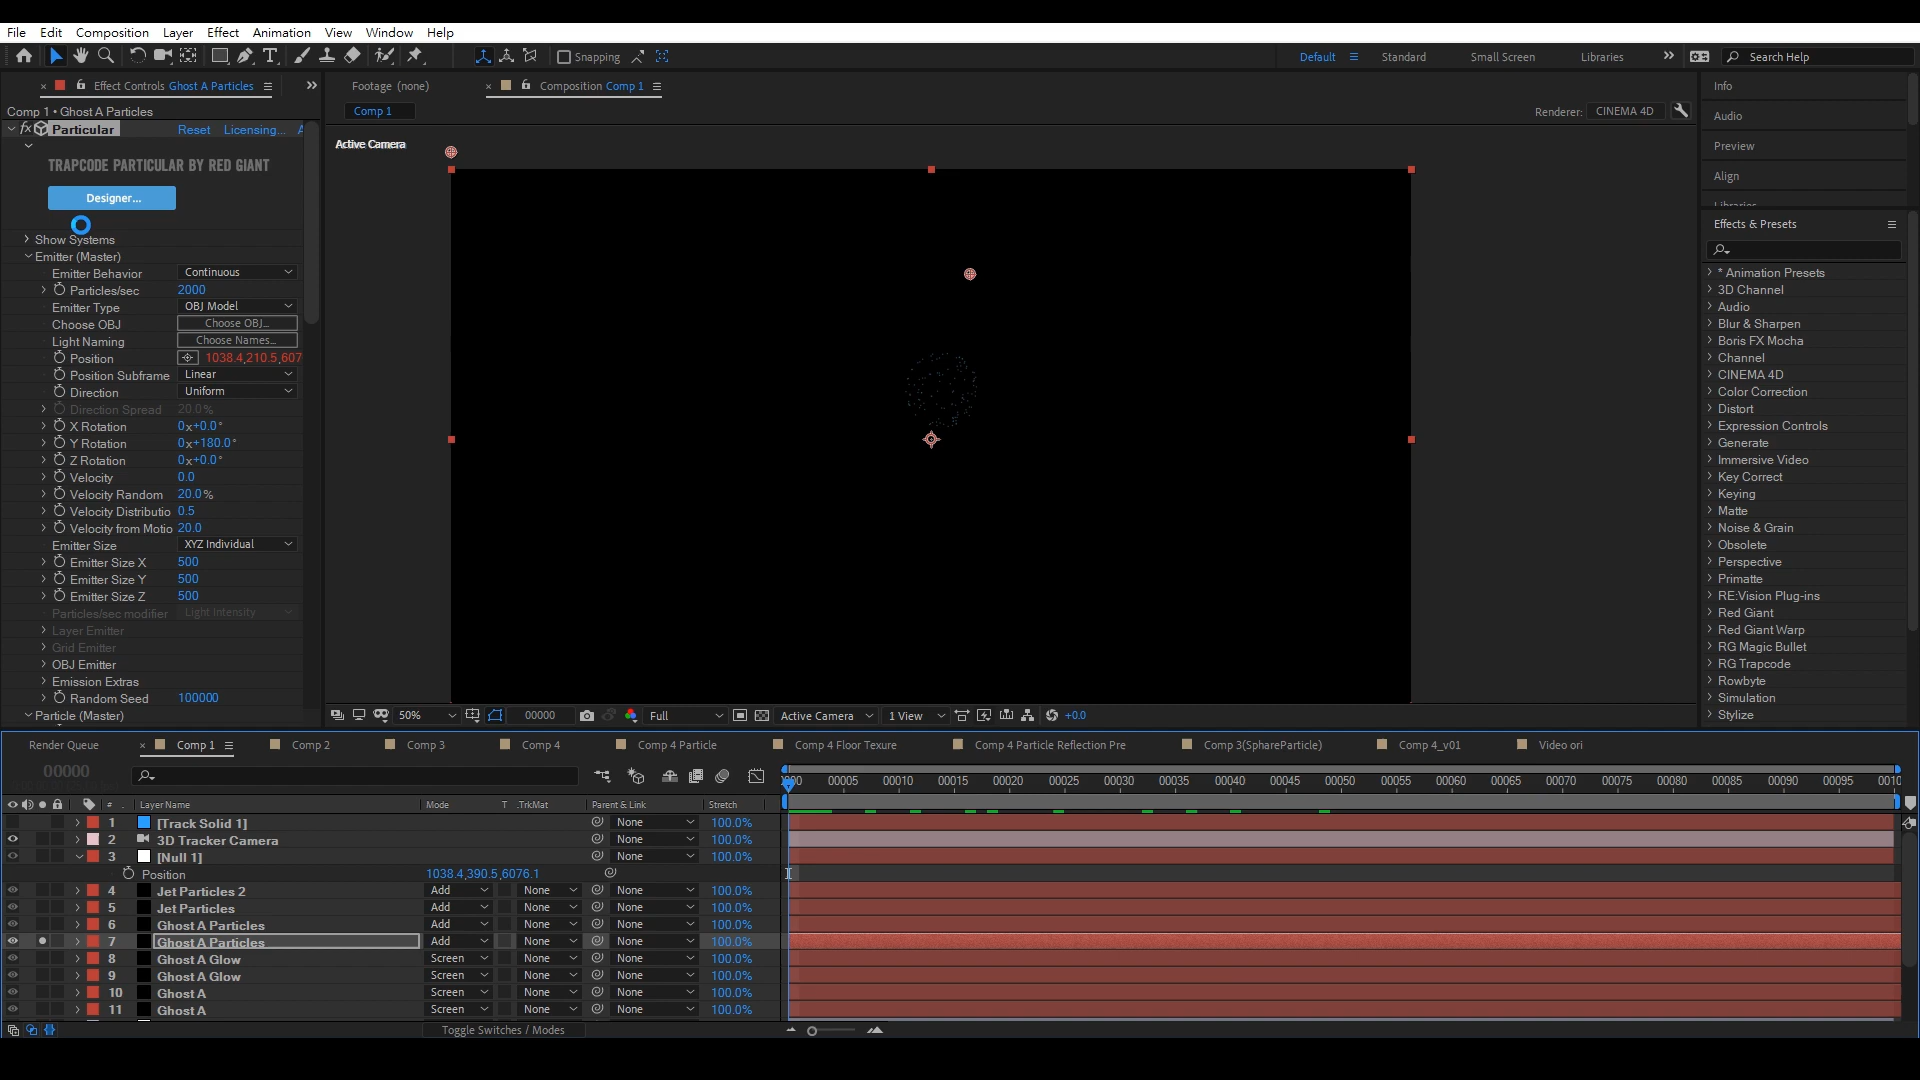 File Edit Composition Layer Effect Animation View Window Help
Snapping Default Standard Small Screen Libraries Search Help
Effect Controls Ghost A Particles
Comp 1 • Ghost A Particles
Particular Reset Licensing... A
TRAPCODE PARTICULAR BY RED GIANT
Designer...
Show Systems
Emitter (Master)
Emitter Behavior Continuous
Particles/sec 2000
Emitter Type OBJ Model
Choose OBJ Choose OBJ...
Light Naming Choose Names...
Position 1038.4,210.5,607
Position Subframe Linear
Direction Uniform
Direction Spread 20.0%
X Rotation 0x+0.0°
Y Rotation 0x+180.0°
Z Rotation 0x+0.0°
Velocity 0.0
Velocity Random 20.0%
Velocity Distributio 0.5
Velocity from Motio 20.0
Emitter Size XYZ Individual
Emitter Size X 500
Emitter Size Y 500
Emitter Size Z 500
Particles/sec modifier Light Intensity
Layer Emitter
Grid Emitter
OBJ Emitter
Emission Extras
Random Seed 100000
Particle (Master)
Footage (none) Composition Comp 1
Comp 1
Renderer: CINEMA 4D
Active Camera
50% 00000 Full Active Camera 1 View +0.0
Info
Audio
Preview
Align
Libraries
Effects & Presets
* Animation Presets
3D Channel
Audio
Blur & Sharpen
Boris FX Mocha
Channel
CINEMA 4D
Color Correction
Distort
Expression Controls
Generate
Immersive Video
Key Correct
Keying
Matte
Noise & Grain
Obsolete
Perspective
Primatte
RE:Vision Plug-ins
Red Giant
Red Giant Warp
RG Magic Bullet
RG Trapcode
Rowbyte
Simulation
Stylize
Render Queue Comp 1 Comp 2 Comp 3 Comp 4 Comp 4 Particle Comp 4 Floor Texure Comp 4 Particle Reflection Pre Comp 3(SphareParticle) Comp 4_v01 Video ori
00000
00005 00010 00015 00020 00025 00030 00035 00040 00045 00050 00055 00060 00065 00070 00075 00080 00085 00090 00095 0010
# Layer Name Mode T .TrkMat Parent & Link Stretch
1 [Track Solid 1] None 100.0%
2 3D Tracker Camera None 100.0%
3 [Null 1] None 100.0%
Position 1038.4,390.5,6076.1
4 Jet Particles 2 Add None None 100.0%
5 Jet Particles Add None None 100.0%
6 Ghost A Particles Add None None 100.0%
7 Ghost A Particles Add None None 100.0%
8 Ghost A Glow Screen None None 100.0%
9 Ghost A Glow Screen None None 100.0%
10 Ghost A Screen None None 100.0%
11 Ghost A Screen None None 100.0%
Toggle Switches / Modes